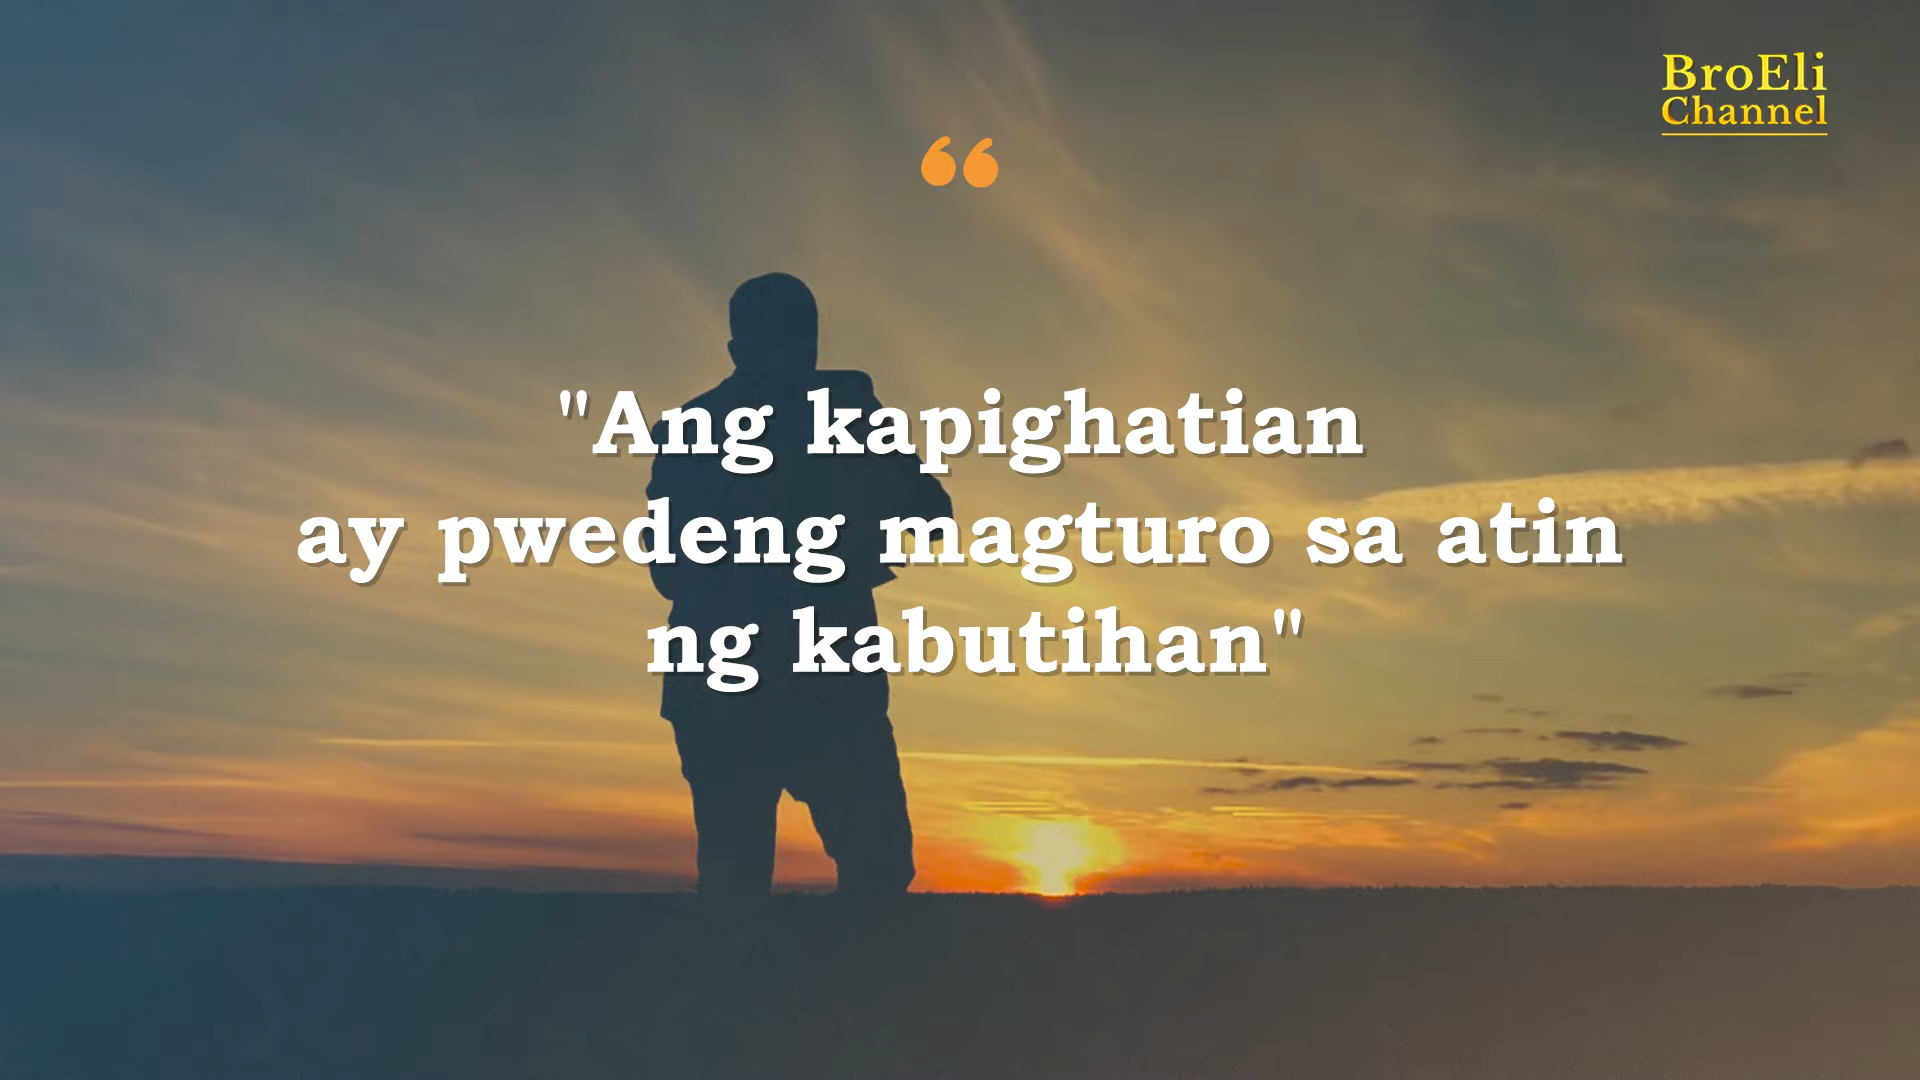 BroEli
Channel
“
"Ang kapighatian
ay pwedeng magturo sa atin
ng kabutihan"